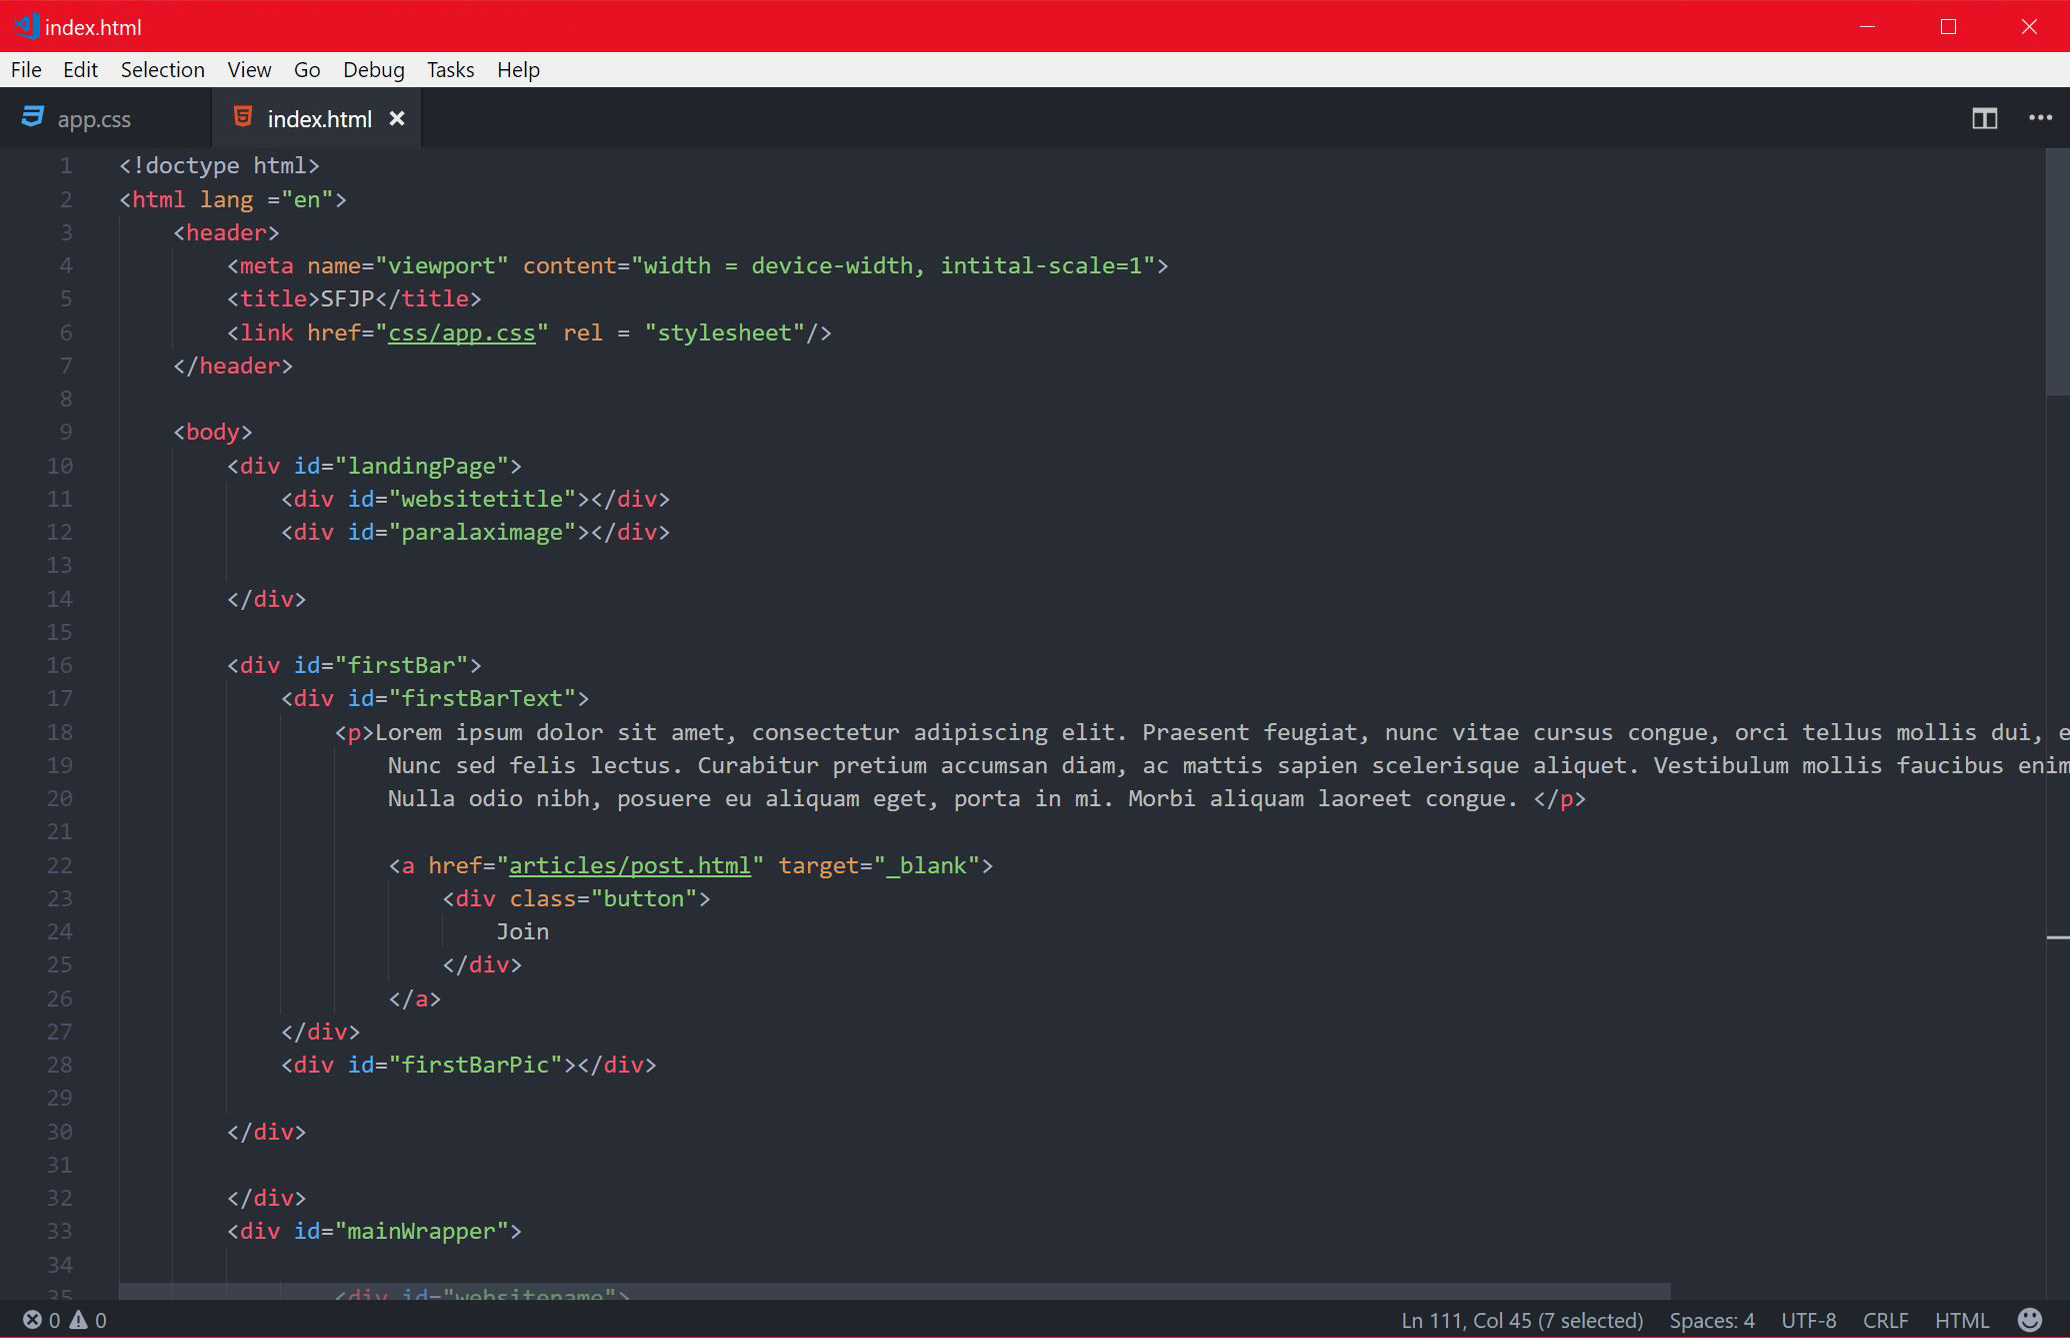 index.html
File Edit Selection View Go Debug Tasks Help
app.css index.html
1 <!doctype html>
2 <html lang ="en">
3 <header>
4 <meta name="viewport" content="width = device-width, intital-scale=1">
5 <title>SFJP</title>
6 <link href="css/app.css" rel = "stylesheet"/>
7 </header>
8
9 <body>
10 <div id="landingPage">
11 <div id="websitetitle"></div>
12 <div id="paralaximage"></div>
13
14 </div>
15
16 <div id="firstBar">
17 <div id="firstBarText">
18 <p>Lorem ipsum dolor sit amet, consectetur adipiscing elit. Praesent feugiat, nunc vitae cursus congue, orci tellus mollis dui, e
19 Nunc sed felis lectus. Curabitur pretium accumsan diam, ac mattis sapien scelerisque aliquet. Vestibulum mollis faucibus enim
20 Nulla odio nibh, posuere eu aliquam eget, porta in mi. Morbi aliquam laoreet congue. </p>
21
22 <a href="articles/post.html" target="_blank">
23 <div class="button">
24 Join
25 </div>
26 </a>
27 </div>
28 <div id="firstBarPic"></div>
29
30 </div>
31
32 </div>
33 <div id="mainWrapper">
34
35 <div id="websitename">
0 0 Ln 111, Col 45 (7 selected) Spaces: 4 UTF-8 CRLF HTML